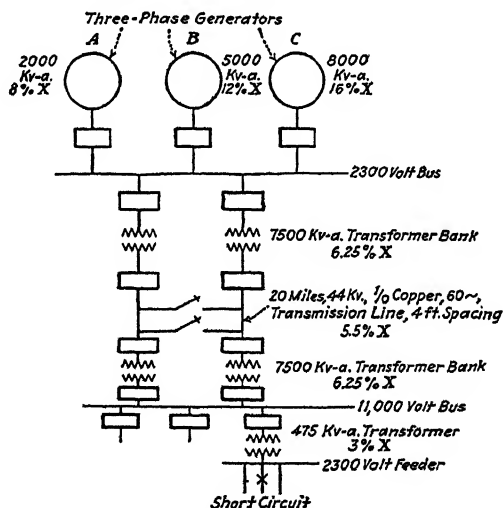 Three-Phase Generators
A B C
2000 Kv-a. 8% X
5000 Kv-a. 12% X
8000 Kv-a. 16% X
2300 Volt Bus
7500 Kv-a. Transformer Bank
6.25% X
20 Miles, 44 Kv., 1/0 Copper, 60~,
Transmission Line, 4 ft. Spacing
5.5% X
7500 Kv-a. Transformer Bank
6.25% X
11,000 Volt Bus
475 Kv-a. Transformer
3% X
2300 Volt Feeder
Short Circuit